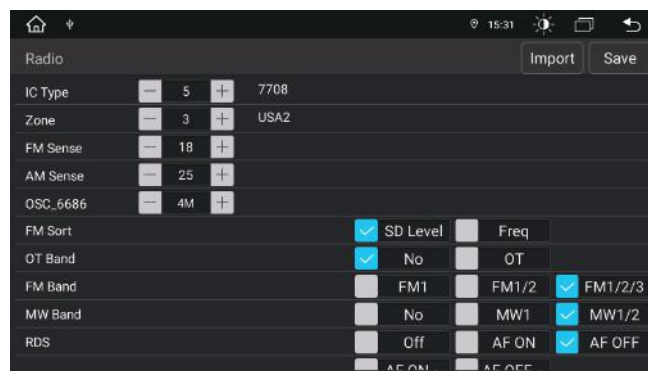 15:31
Radio Import Save
IC Type — 5 + 7708
Zone — 3 + USA2
FM Sense — 18 +
AM Sense — 25 +
OSC_6686 — 4M +
FM Sort SD Level Freq
OT Band No OT
FM Band FM1 FM1/2 FM1/2/3
MW Band No MW1 MW1/2
RDS Off AF ON AF OFF